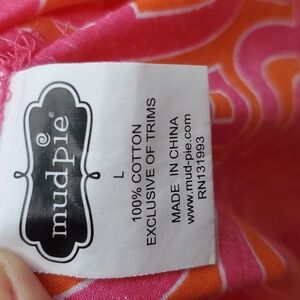 mudpie
L
100% COTTON
EXCLUSIVE OF TRIMS
MADE IN CHINA
www.mud-pie.com
RN131993